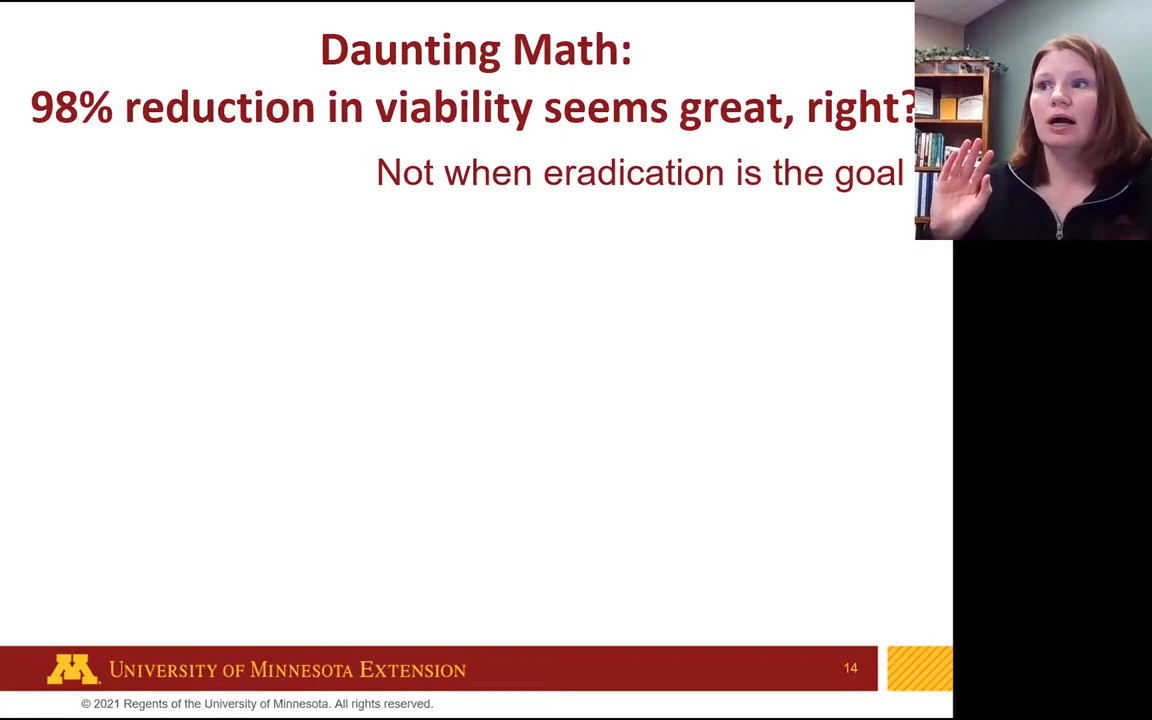 Daunting Math:
98% reduction in viability seems great, right?
Not when eradication is the goal
UNIVERSITY OF MINNESOTA EXTENSION
14
© 2021 Regents of the University of Minnesota. All rights reserved.